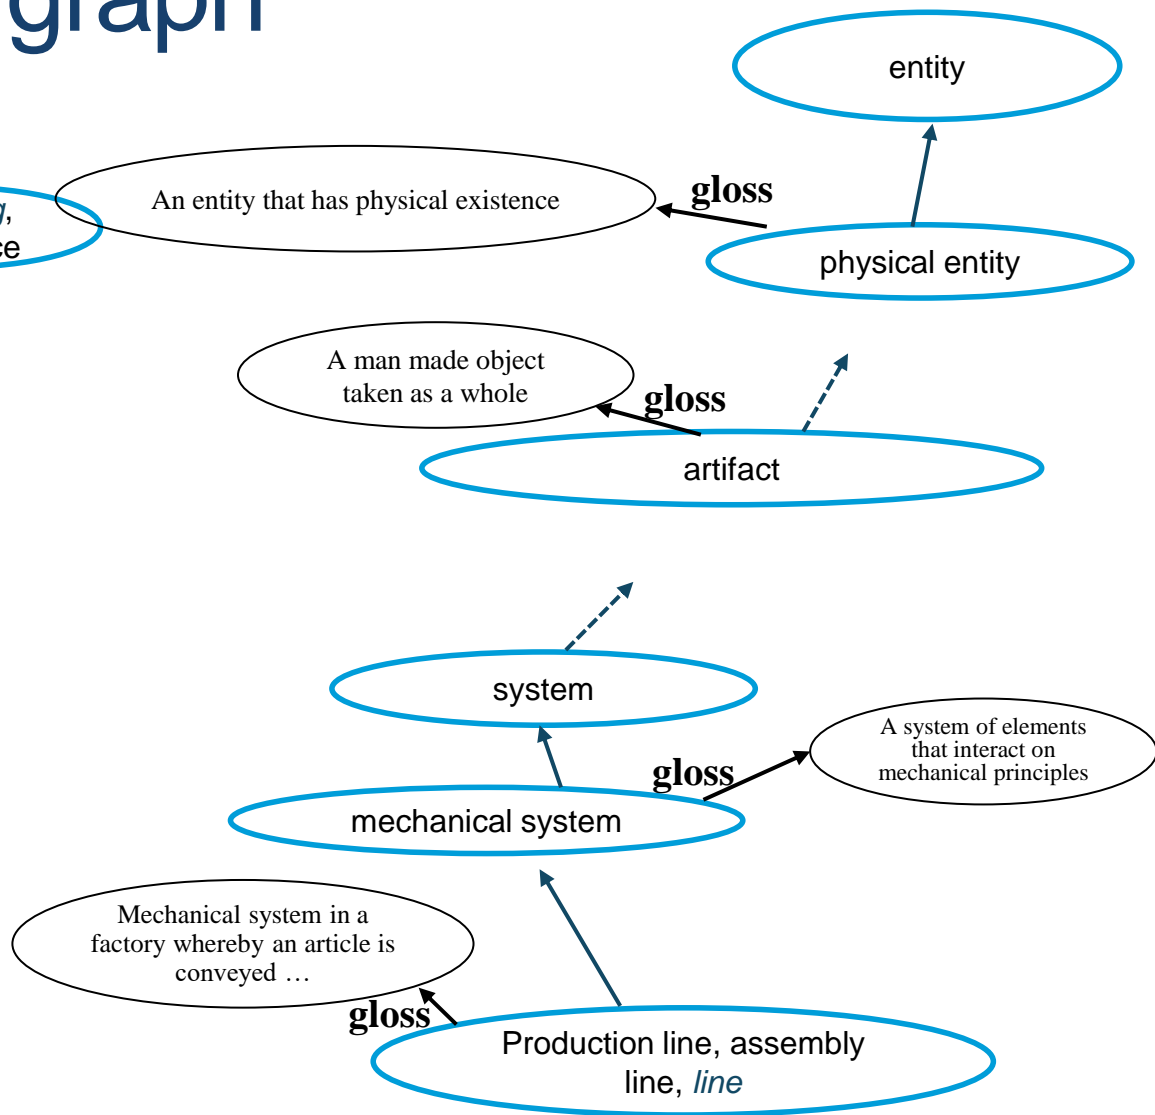 graph
entity
An entity that has physical existence
gloss
physical entity
A man made object
taken as a whole
gloss
artifact
system
A system of elements
that interact on
mechanical principles
gloss
mechanical system
Mechanical system in a
factory whereby an article is
conveyed …
gloss
Production line, assembly
line, line